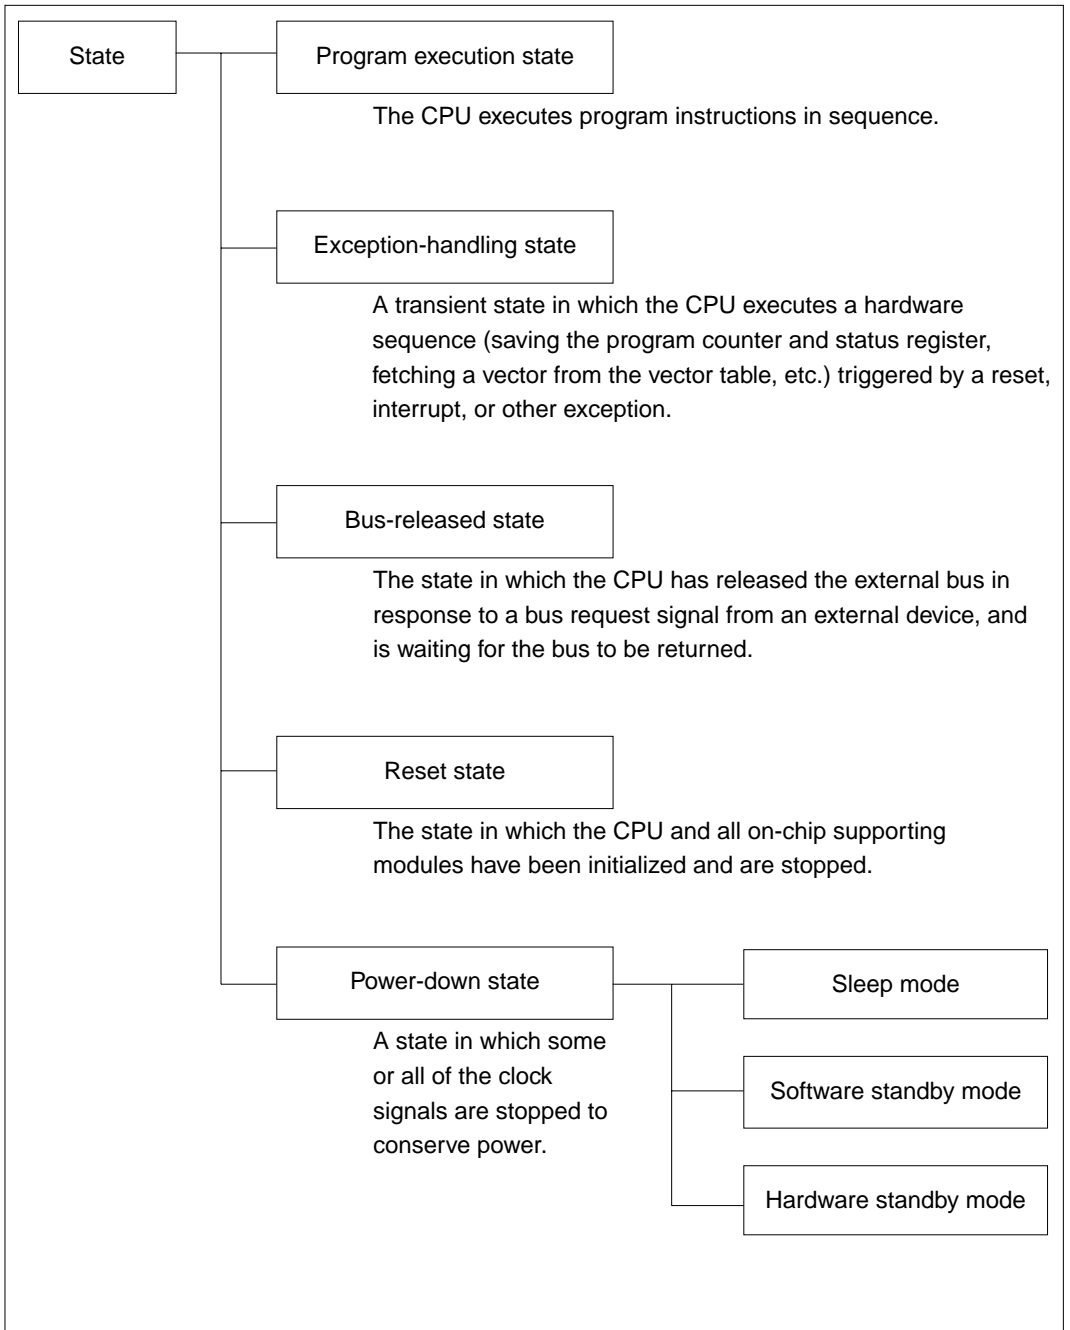 State
Program execution state
The CPU executes program instructions in sequence.
Exception-handling state
A transient state in which the CPU executes a hardware
sequence (saving the program counter and status register,
fetching a vector from the vector table, etc.) triggered by a reset,
interrupt, or other exception.
Bus-released state
The state in which the CPU has released the external bus in
response to a bus request signal from an external device, and
is waiting for the bus to be returned.
Reset state
The state in which the CPU and all on-chip supporting
modules have been initialized and are stopped.
Power-down state
A state in which some
or all of the clock
signals are stopped to
conserve power.
Sleep mode
Software standby mode
Hardware standby mode